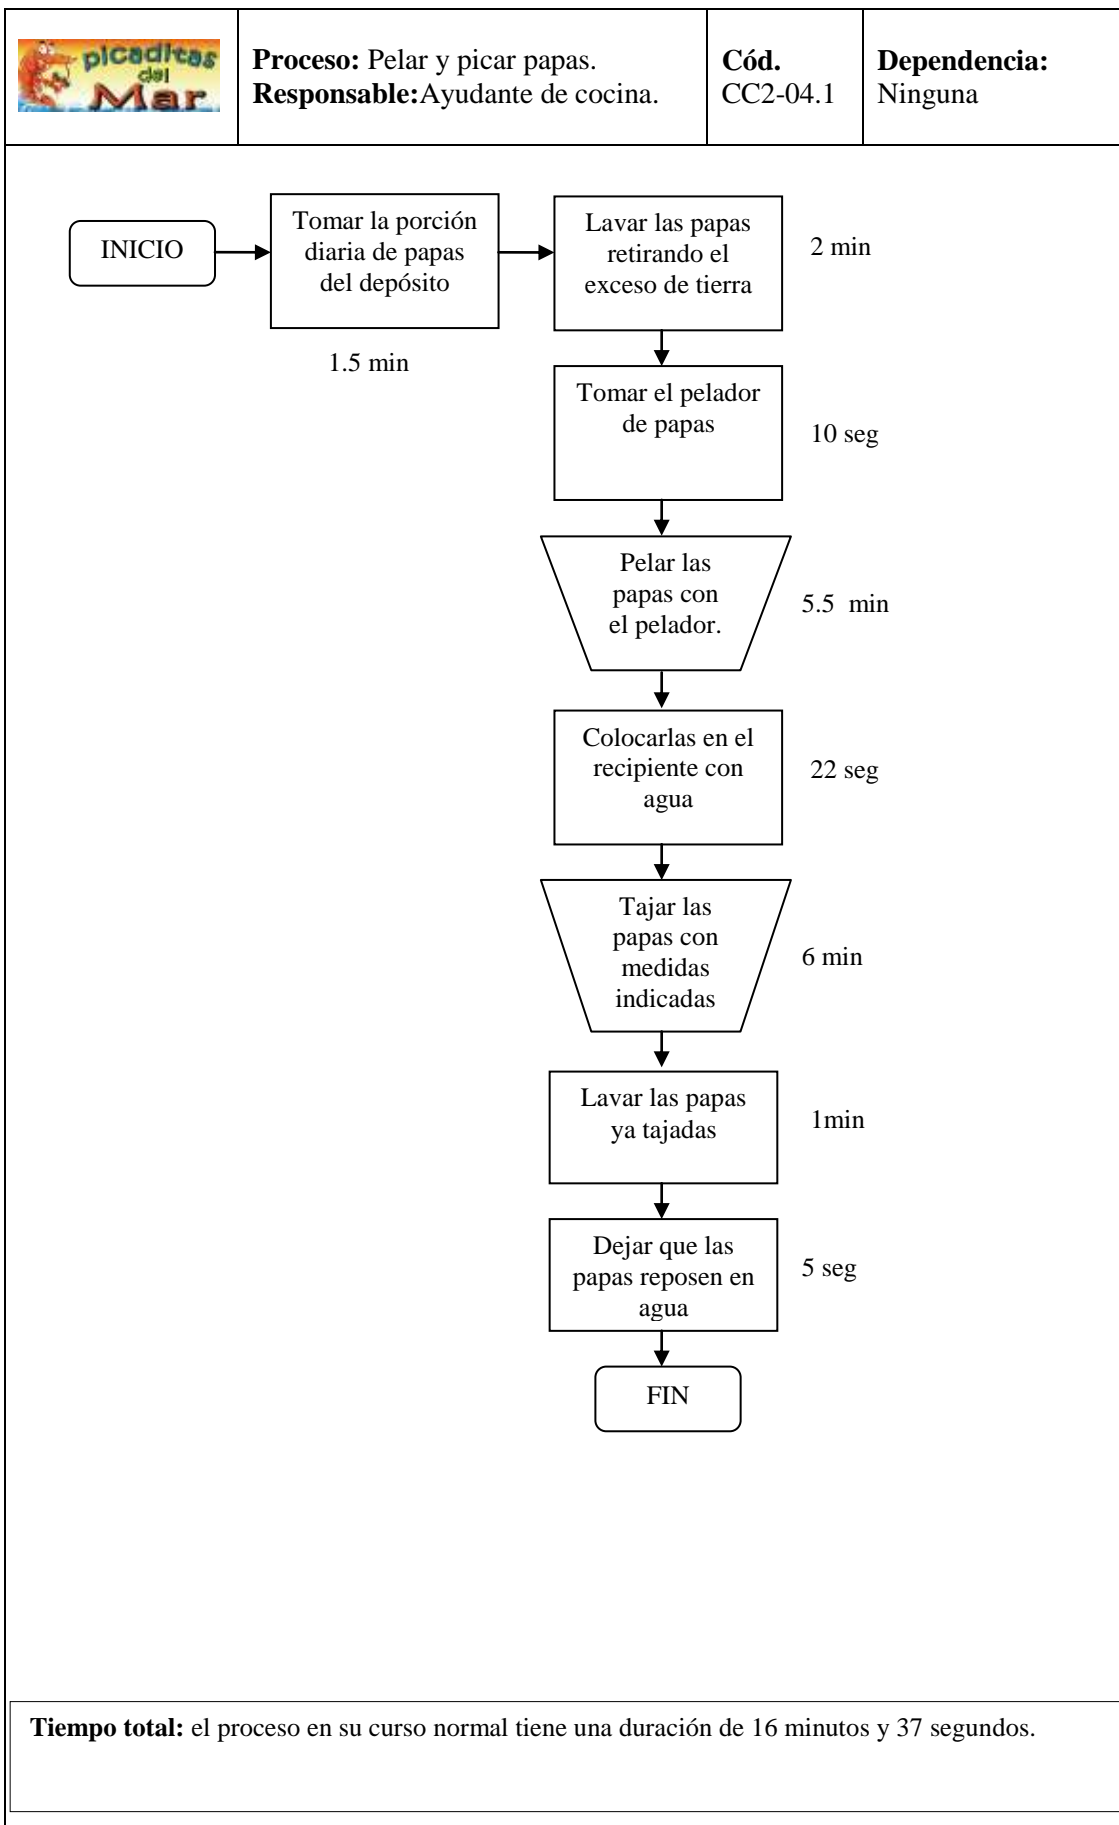 picaditas
del
Mar
Proceso: Pelar y picar papas.
Responsable:Ayudante de cocina.
Cód.
CC2-04.1
Dependencia:
Ninguna
INICIO
Tomar la porción
diaria de papas
del depósito
1.5 min
Lavar las papas
retirando el
exceso de tierra
2 min
Tomar el pelador
de papas
10 seg
Pelar las
papas con
el pelador.
5.5 min
Colocarlas en el
recipiente con
agua
22 seg
Tajar las
papas con
medidas
indicadas
6 min
Lavar las papas
ya tajadas
1min
Dejar que las
papas reposen en
agua
5 seg
FIN
Tiempo total: el proceso en su curso normal tiene una duración de 16 minutos y 37 segundos.